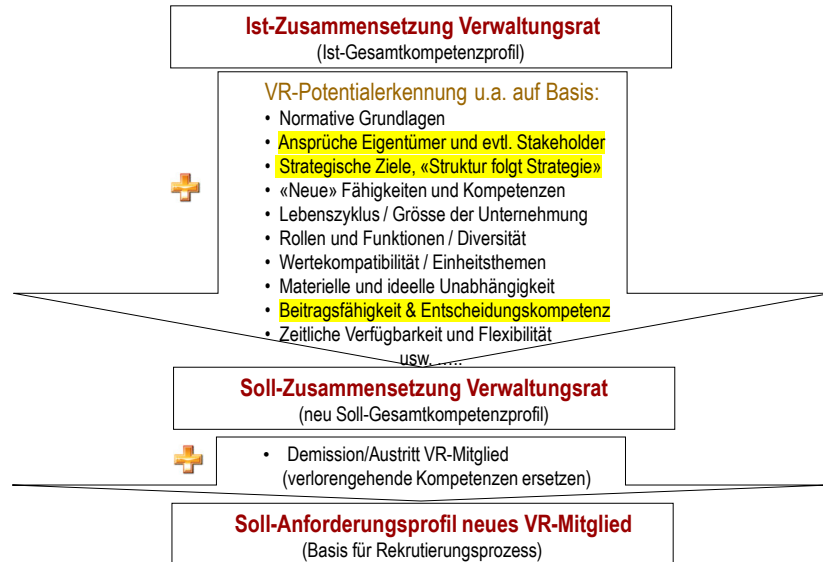 Ist-Zusammensetzung Verwaltungsrat
(Ist-Gesamtkompetenzprofil)
VR-Potentialerkennung u.a. auf Basis:
• Normative Grundlagen
• Ansprüche Eigentümer und evtl. Stakeholder
• Strategische Ziele, «Struktur folgt Strategie»
• «Neue» Fähigkeiten und Kompetenzen
• Lebenszyklus / Grösse der Unternehmung
• Rollen und Funktionen / Diversität
• Wertekompatibilität / Einheitsthemen
• Materielle und ideelle Unabhängigkeit
• Beitragsfähigkeit & Entscheidungskompetenz
• Zeitliche Verfügbarkeit und Flexibilität
usw. .....
Soll-Zusammensetzung Verwaltungsrat
(neu Soll-Gesamtkompetenzprofil)
• Demission/Austritt VR-Mitglied
(verlorengehende Kompetenzen ersetzen)
Soll-Anforderungsprofil neues VR-Mitglied
(Basis für Rekrutierungsprozess)